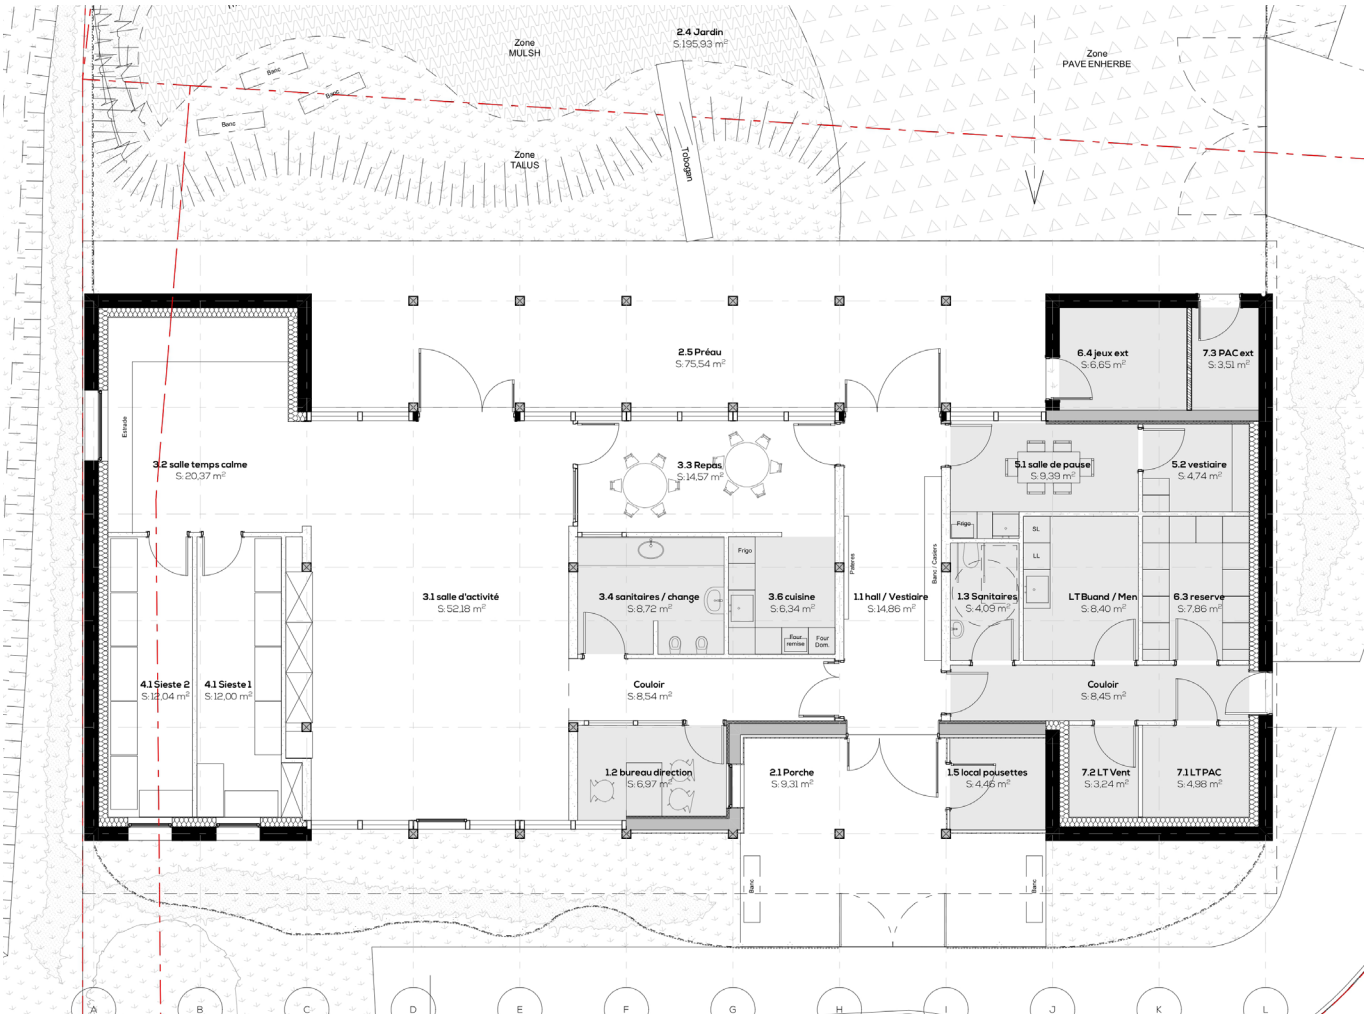 2.4 Jardin
S:195,93 m²
Zone
MULSH
Zone
PAVE ENHERBE
Banc
Banc
Banc
Zone
TALUS
Tobogan
2.5 Préau
S:75,54 m²
6.4 jeux ext
S:6,65 m²
7.3 PAC ext
S:3,51 m²
Estrade
3.2 salle temps calme
S:20,37 m²
3.3 Repas
S:14,57 m²
5.1 salle de pause
S:9,39 m²
5.2 vestiaire
S:4,74 m²
Frigo
Frigo
SL
LL
Pateres
Banc / Casiers
3.1 salle d'activité
S:52,18 m²
3.4 sanitaires / change
S:8,72 m²
3.6 cuisine
S:6,34 m²
1.1 hall / Vestiaire
S:14,86 m²
1.3 Sanitaires
S:4,09 m²
LT Buand / Men
S:8,40 m²
6.3 reserve
S:7,86 m²
Four
remise
Four
Dom.
4.1 Sieste 2
S:12,04 m²
4.1 Sieste 1
S:12,00 m²
Couloir
S:8,54 m²
Couloir
S:8,45 m²
1.2 bureau direction
S:6,97 m²
2.1 Porche
S:9,31 m²
1.5 local pousettes
S:4,46 m²
7.2 LT Vent
S:3,24 m²
7.1 LT PAC
S:4,98 m²
Banc
Banc
A
B
C
D
E
F
G
H
I
J
K
L